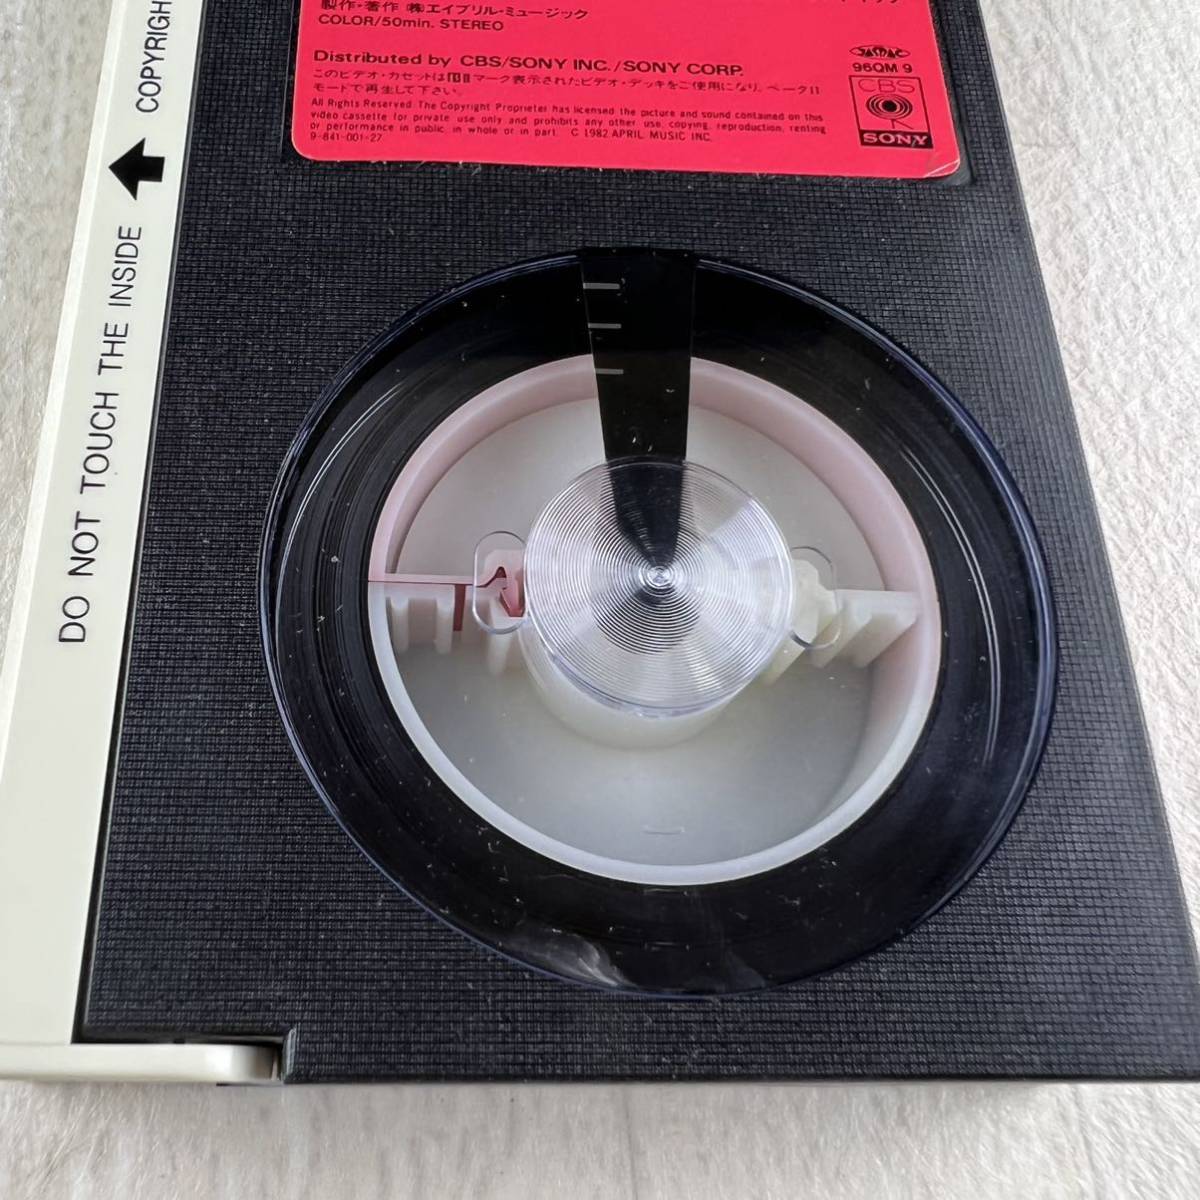 製作・著作 ㈱エイプリル・ミュージック
COLOR/50min. STEREO
Distributed by CBS/SONY INC./SONY CORP.
このビデオ・カセットはβⅡマーク表示されたビデオ・デッキをご使用になり、ベータII
モードで再生して下さい。
All Rights Reserved. The Copyright Proprieter has licensed the picture and sound contained on this
video cassette for private use only and prohibits any other use, copying, reproduction, renting
or performance in public, in whole or in part. © 1982 APRIL MUSIC INC.
9-841-001-27
JASRAC
96QM 9
CBS
SONY
COPYRIGH
DO NOT TOUCH THE INSIDE